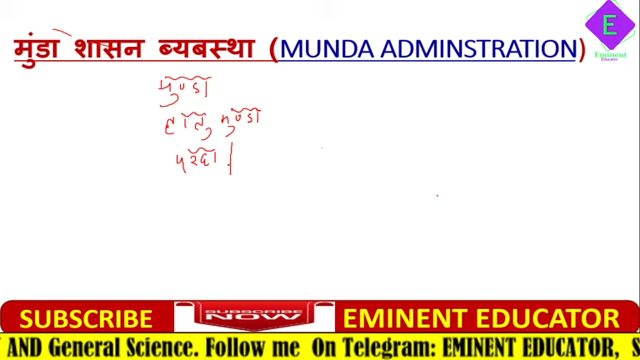 मुंडा शासन ब्यबस्था (MUNDA ADMINSTRATION)
E
Eminent
Educator
मुण्डा
हातु मुण्डा
पड़हा
SUBSCRIBE
SUBSCRIBE
NOW
EMINENT EDUCATOR
AND General Science. Follow me On Telegram: EMINENT EDUCATOR,